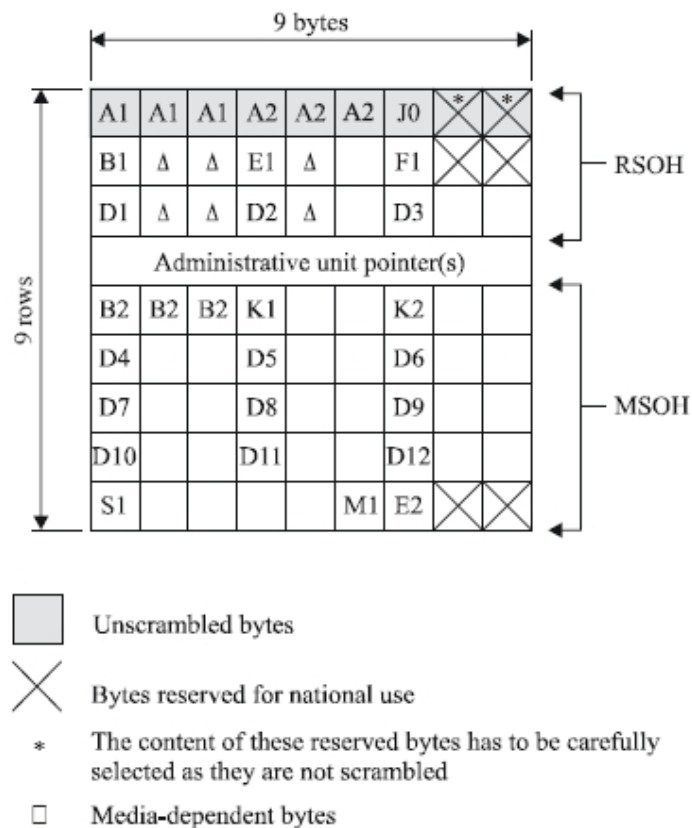 9 bytes
A1 A1 A1 A2 A2 A2 J0 * *
B1 Δ Δ E1 Δ F1
RSOH
D1 Δ Δ D2 Δ D3
Administrative unit pointer(s)
9 rows
B2 B2 B2 K1 K2
D4 D5 D6
D7 D8 D9
MSOH
D10 D11 D12
S1 M1 E2
Unscrambled bytes
Bytes reserved for national use
* The content of these reserved bytes has to be carefully
selected as they are not scrambled
□ Media-dependent bytes